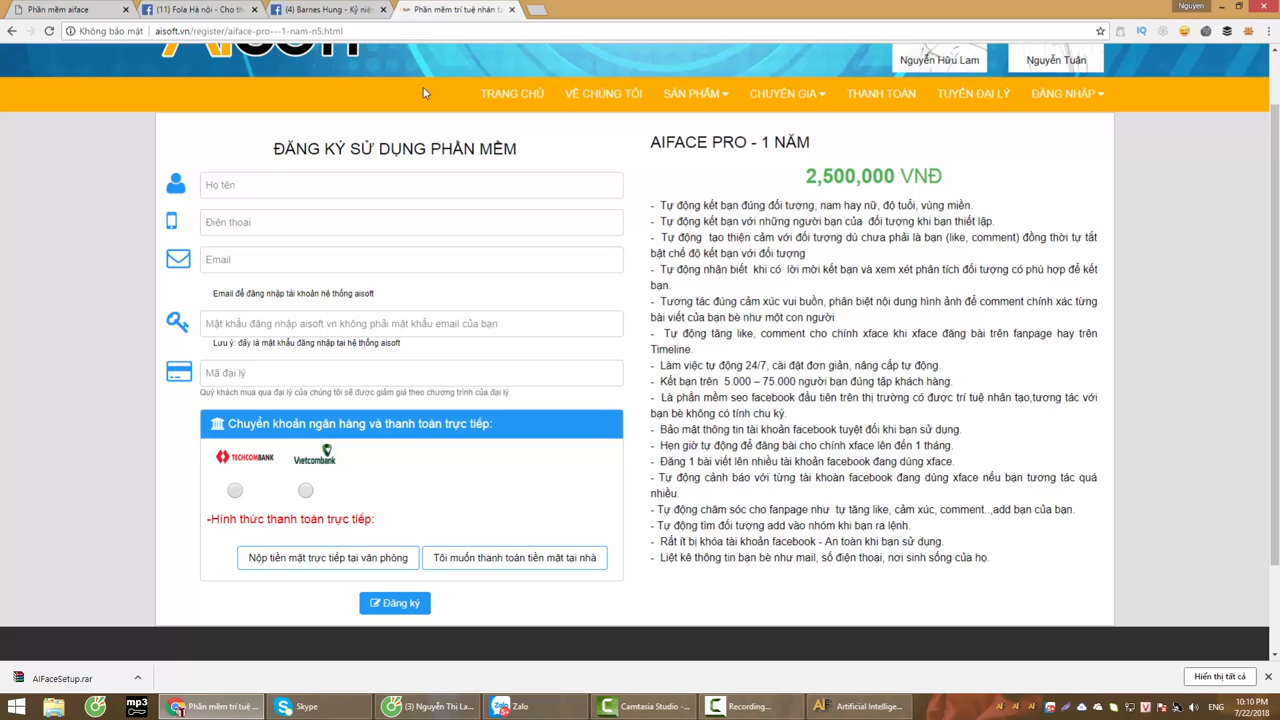 Phần mềm aiface
(11) Fola Hà nội - Cho th
(4) Barnes Hung - Kỷ niệ
Phần mềm trí tuệ nhân tạ
Nguyen
Không bảo mật
aisoft.vn/register/aiface-pro---1-nam-n5.html
Nguyễn Hữu Lam
Nguyễn Tuân
TRANG CHỦ
VỀ CHÚNG TÔI
SẢN PHẨM
CHUYÊN GIA
THANH TOÁN
TUYỂN ĐẠI LÝ
ĐĂNG NHẬP
ĐĂNG KÝ SỬ DỤNG PHẦN MỀM
Họ tên
Điện thoại
Email
Email để đăng nhập tài khoản hệ thống aisoft
Mật khẩu đăng nhập aisoft.vn không phải mật khẩu email của bạn
Lưu ý: đây là mật khẩu đăng nhập tại hệ thống aisoft
Mã đại lý
Quý khách mua qua đại lý của chúng tôi sẽ được giảm giá theo chương trình của đại lý
Chuyển khoản ngân hàng và thanh toán trực tiếp:
TECHCOMBANK
Vietcombank
-Hình thức thanh toán trực tiếp:
Nộp tiền mặt trực tiếp tại văn phòng
Tôi muốn thanh toán tiền mặt tại nhà
Đăng ký
AIFACE PRO - 1 NĂM
2,500,000 VNĐ
- Tự động kết bạn đúng đối tượng, nam hay nữ, độ tuổi, vùng miền.
- Tự động kết bạn với những người bạn của đối tượng khi bạn thiết lập.
- Tự động tạo thiện cảm với đối tượng dù chưa phải là bạn (like, comment) đồng thời tự tắt
bật chế độ kết bạn với đối tượng
- Tự động nhận biết khi có lời mời kết bạn và xem xét phân tích đối tượng có phù hợp để kết
bạn.
- Tương tác đúng cảm xúc vui buồn, phân biệt nội dung hình ảnh để comment chính xác từng
bài viết của bạn bè như một con người
- Tự động tăng like, comment cho chính xface khi xface đăng bài trên fanpage hay trên
Timeline.
- Làm việc tự động 24/7, cài đặt đơn giản, nâng cấp tự động.
- Kết bạn trên 5.000 – 75.000 người bạn đúng tập khách hàng.
- Là phần mềm seo facebook đầu tiên trên thị trường có được trí tuệ nhân tạo,tương tác với
bạn bè không có tính chu kỳ.
- Bảo mật thông tin tài khoản facebook tuyệt đối khi bạn sử dụng.
- Hẹn giờ tự động để đăng bài cho chính xface lên đến 1 tháng.
- Đăng 1 bài viết lên nhiều tài khoản facebook đang dùng xface.
- Tự động cảnh báo với từng tài khoàn facebook đang dùng xface nếu bạn tương tác quá
nhiều.
- Tự động chăm sóc cho fanpage như tự tăng like, cảm xúc, comment..,add bạn của bạn.
- Tự động tìm đối tượng add vào nhóm khi bạn ra lệnh.
- Rất ít bị khóa tài khoản facebook - An toàn khi bạn sử dụng.
- Liệt kê thông tin bạn bè như mail, số điện thoại, nơi sinh sống của họ.
AIFaceSetup.rar
Hiển thị tất cả
mp3
Phần mềm trí tuệ ...
Skype
(3) Nguyễn Thị La...
Zalo
Camtasia Studio -...
Recording...
Artificial Intellige...
ENG
10:10 PM
7/22/2018